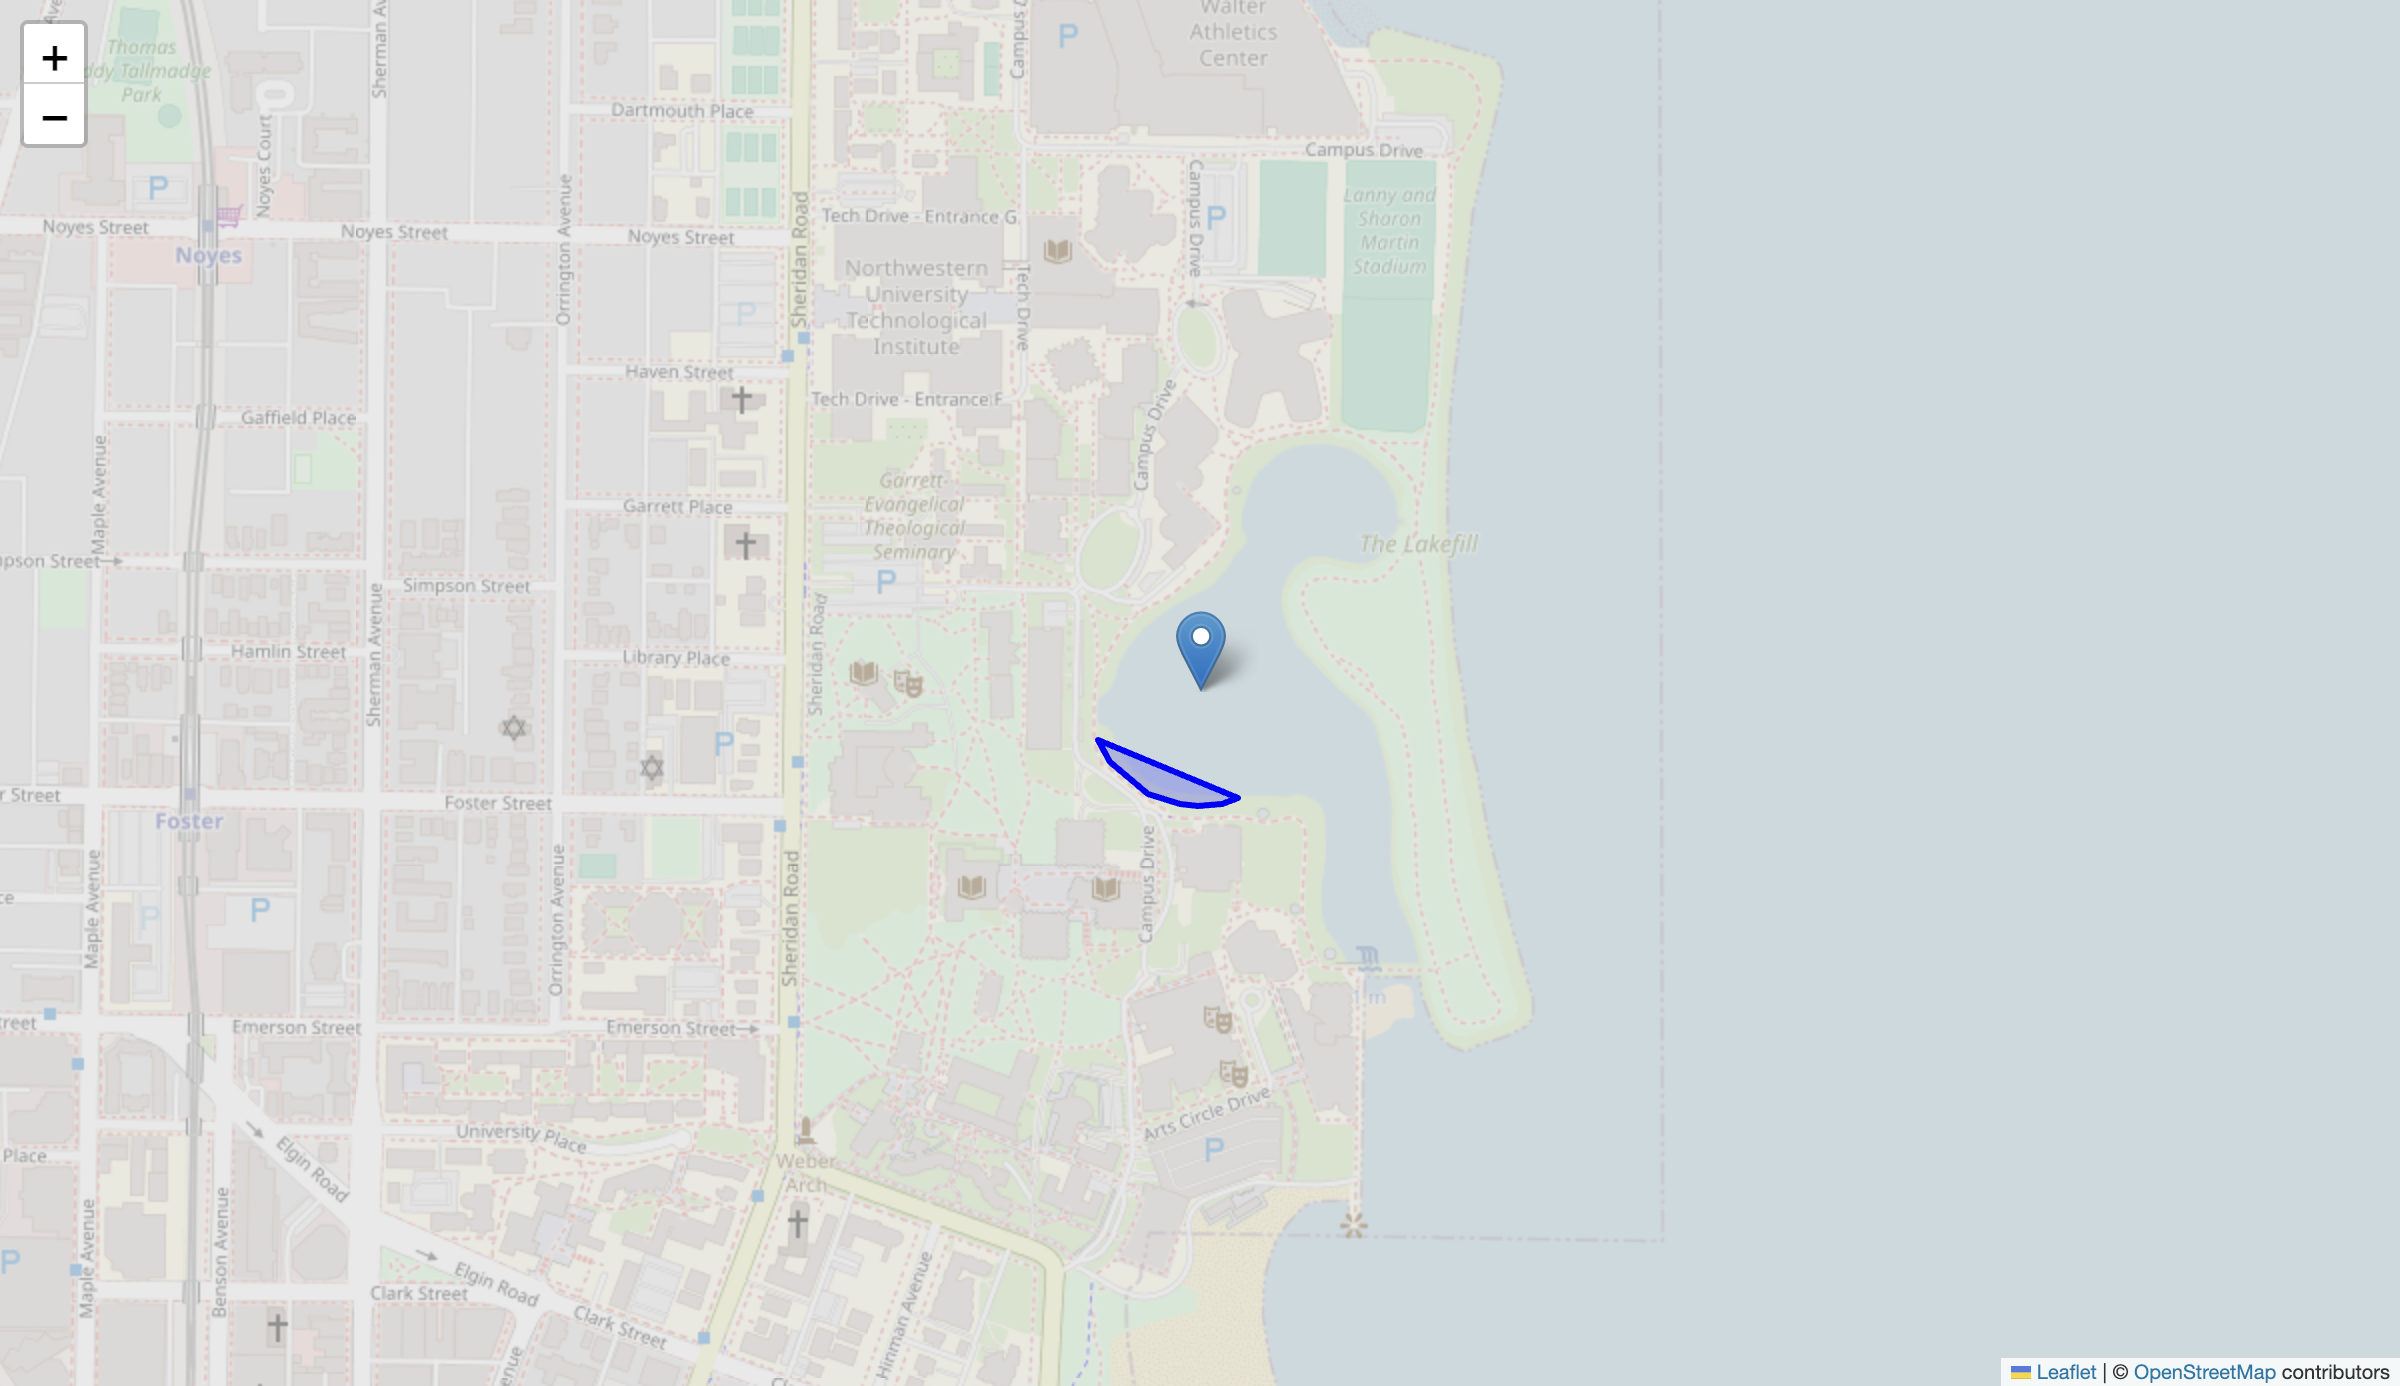 +
−
Thomas
ddy Tallmadge
Park
Sherman Av
Noyes Court
Dartmouth Place
Walter
Athletics
Center
P
Campus Drive
Campus Drive
Lanny and
Sharon
Martin
Stadium
P
P
Noyes Street
Noyes Street
Noyes Street
Noyes
Orrington Avenue
Sheridan Road
Tech Drive - Entrance G
Northwestern
University
Technological
Institute
Tech Drive
P
Haven Street
Tech Drive - Entrance F
Gaffield Place
Maple Avenue
Campus Drive
Garrett-
Evangelical
Theological
Seminary
Garrett Place
The Lakefill
pson Street
Simpson Street
P
Sheridan Road
Sherman Avenue
Hamlin Street
Library Place
P
r Street
Foster Street
Foster
Maple Avenue
Orrington Avenue
Sheridan Road
Campus Drive
ce
P
P
m
treet
Emerson Street
Emerson Street
University Place
Arts Circle Drive
P
Weber
Arch
Place
Elgin Road
Maple Avenue
Benson Avenue
P
Elgin Road
Clark Street
Clark Street
Hinman Avenue
enue
Leaflet | © OpenStreetMap contributors